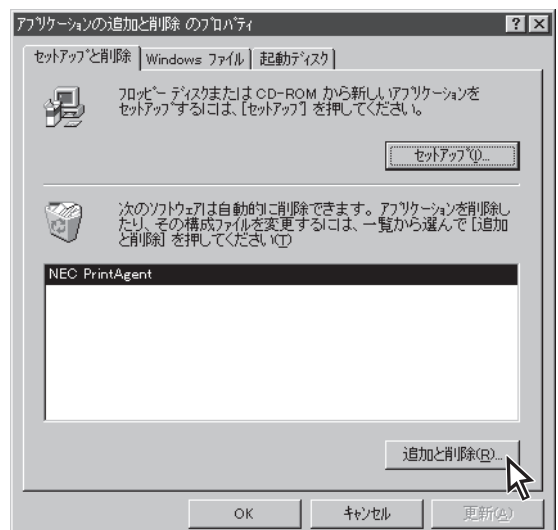 アプリケーションの追加と削除 のプロパティ
セットアップと削除 Windows ファイル 起動ディスク
フロッピー ディスクまたは CD-ROM から新しいアプリケーションを
セットアップするには、[セットアップ] を押してください。
セットアップ(I)...
次のソフトウェアは自動的に削除できます。アプリケーションを削除し
たり、その構成ファイルを変更するには、一覧から選んで [追加
と削除] を押してください(T)
NEC PrintAgent
追加と削除(R)...
OK キャンセル 更新(A)